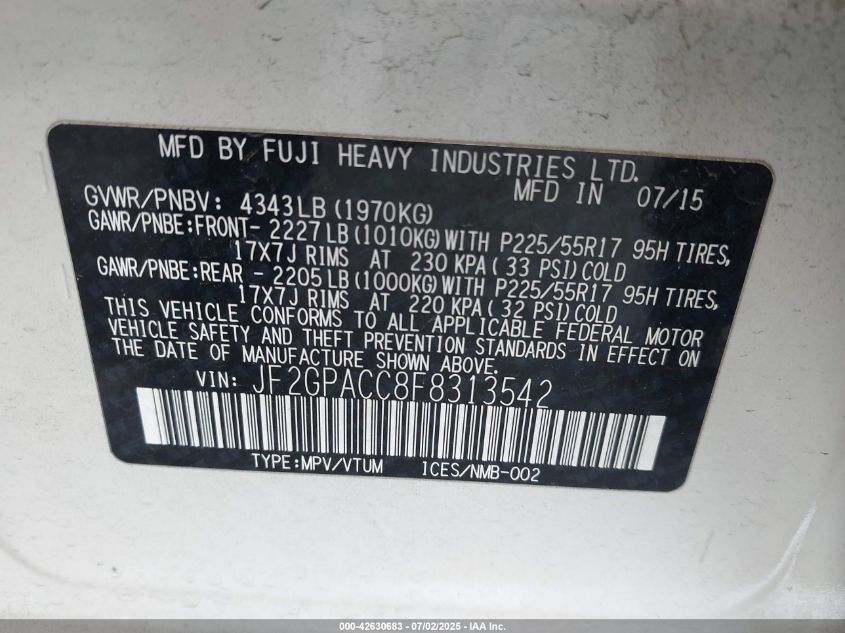 MFD BY FUJI HEAVY INDUSTRIES LTD.
MFD IN 07/15
GVWR/PNBV: 4343LB (1970KG)
GAWR/PNBE:FRONT- 2227LB (1010KG) WITH P225/55R17 95H TIRES,
17X7J RIMS AT 230 KPA( 33 PSI) COLD
GAWR/PNBE:REAR - 2205LB (1000KG) WITH P225/55R17 95H TIRES,
17X7J RIMS AT 220 KPA( 32 PSI) COLD
THIS VEHICLE CONFORMS TO ALL APPLICABLE FEDERAL MOTOR
VEHICLE SAFETY AND THEFT PREVENTION STANDARDS IN EFFECT ON
THE DATE OF MANUFACTURE SHOWN ABOVE.
VIN: JF2GPACC8F8313542
TYPE:MPV/VTUM ICES/NMB-002
000-42630683 - 07/02/2025 - IAA Inc.